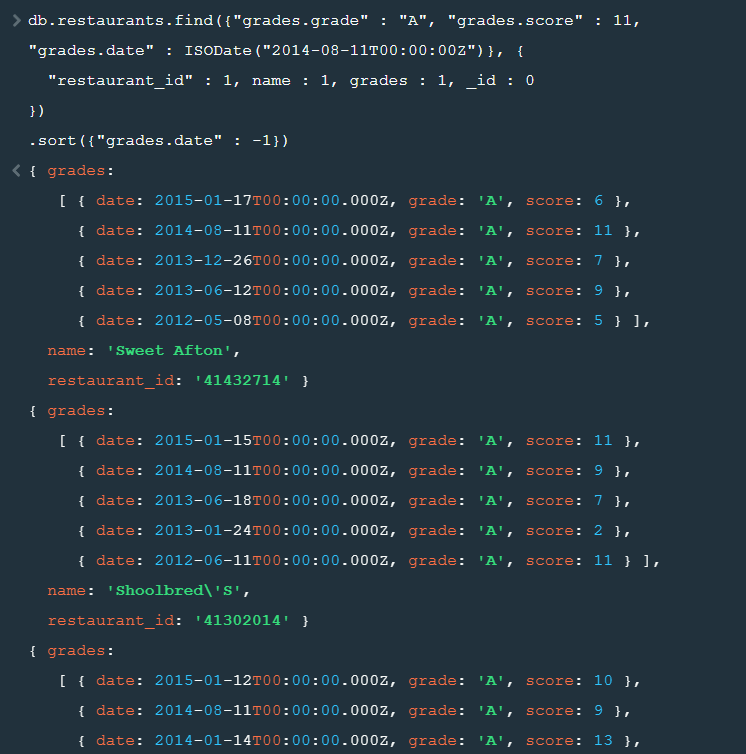 > db.restaurants.find({"grades.grade" : "A", "grades.score" : 11,
"grades.date" : ISODate("2014-08-11T00:00:00Z")}, {
"restaurant_id" : 1, name : 1, grades : 1, _id : 0
})
.sort({"grades.date" : -1})
< { grades:
[ { date: 2015-01-17T00:00:00.000Z, grade: 'A', score: 6 },
{ date: 2014-08-11T00:00:00.000Z, grade: 'A', score: 11 },
{ date: 2013-12-26T00:00:00.000Z, grade: 'A', score: 7 },
{ date: 2013-06-12T00:00:00.000Z, grade: 'A', score: 9 },
{ date: 2012-05-08T00:00:00.000Z, grade: 'A', score: 5 } ],
name: 'Sweet Afton',
restaurant_id: '41432714' }
{ grades:
[ { date: 2015-01-15T00:00:00.000Z, grade: 'A', score: 11 },
{ date: 2014-08-11T00:00:00.000Z, grade: 'A', score: 9 },
{ date: 2013-06-18T00:00:00.000Z, grade: 'A', score: 7 },
{ date: 2013-01-24T00:00:00.000Z, grade: 'A', score: 2 },
{ date: 2012-06-11T00:00:00.000Z, grade: 'A', score: 11 } ],
name: 'Shoolbred\'S',
restaurant_id: '41302014' }
{ grades:
[ { date: 2015-01-12T00:00:00.000Z, grade: 'A', score: 10 },
{ date: 2014-08-11T00:00:00.000Z, grade: 'A', score: 9 },
{ date: 2014-01-14T00:00:00.000Z, grade: 'A', score: 13 },